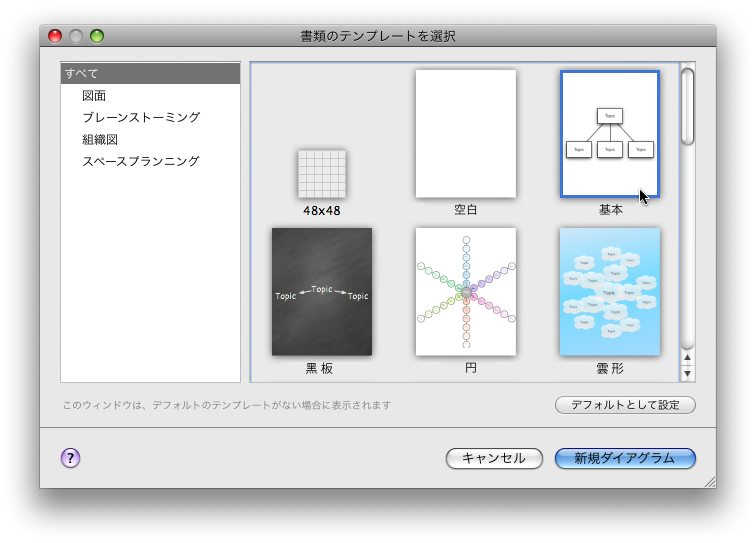 書類のテンプレートを選択
すべて
図面
ブレーンストーミング
組織図
スペースプランニング
48x48
空白
Topic
Topic Topic Topic
基本
Topic Topic Topic
黒板
円
Topic
雲形
このウィンドウは、デフォルトのテンプレートがない場合に表示されます
デフォルトとして設定
?
キャンセル
新規ダイアグラム